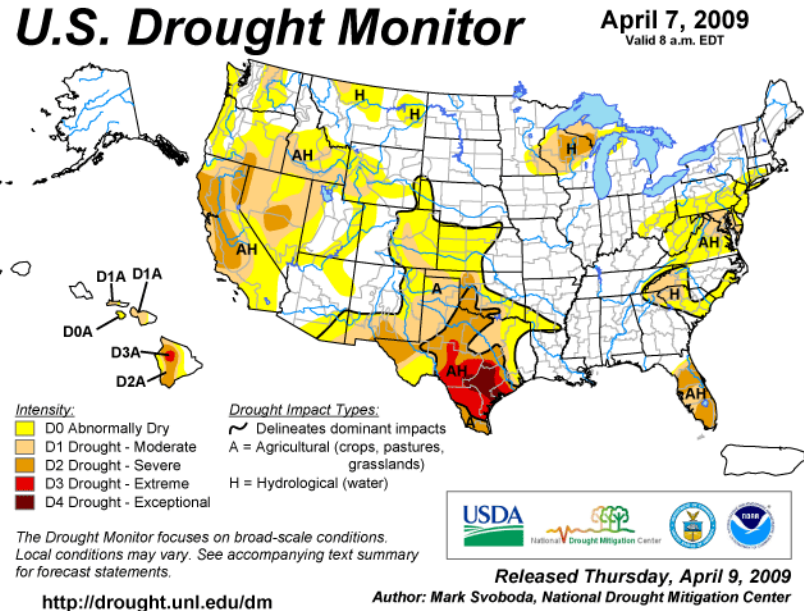 U.S. Drought Monitor
April 7, 2009
Valid 8 a.m. EDT
H
H
AH
H
AH
AH
A
H
AH
AH
A
D1A
D1A
D0A
D3A
D2A
Intensity:
D0 Abnormally Dry
D1 Drought - Moderate
D2 Drought - Severe
D3 Drought - Extreme
D4 Drought - Exceptional
Drought Impact Types:
Delineates dominant impacts
A = Agricultural (crops, pastures,
grasslands)
H = Hydrological (water)
USDA
National Drought Mitigation Center
NOAA
The Drought Monitor focuses on broad-scale conditions.
Local conditions may vary. See accompanying text summary
for forecast statements.
http://drought.unl.edu/dm
Released Thursday, April 9, 2009
Author: Mark Svoboda, National Drought Mitigation Center